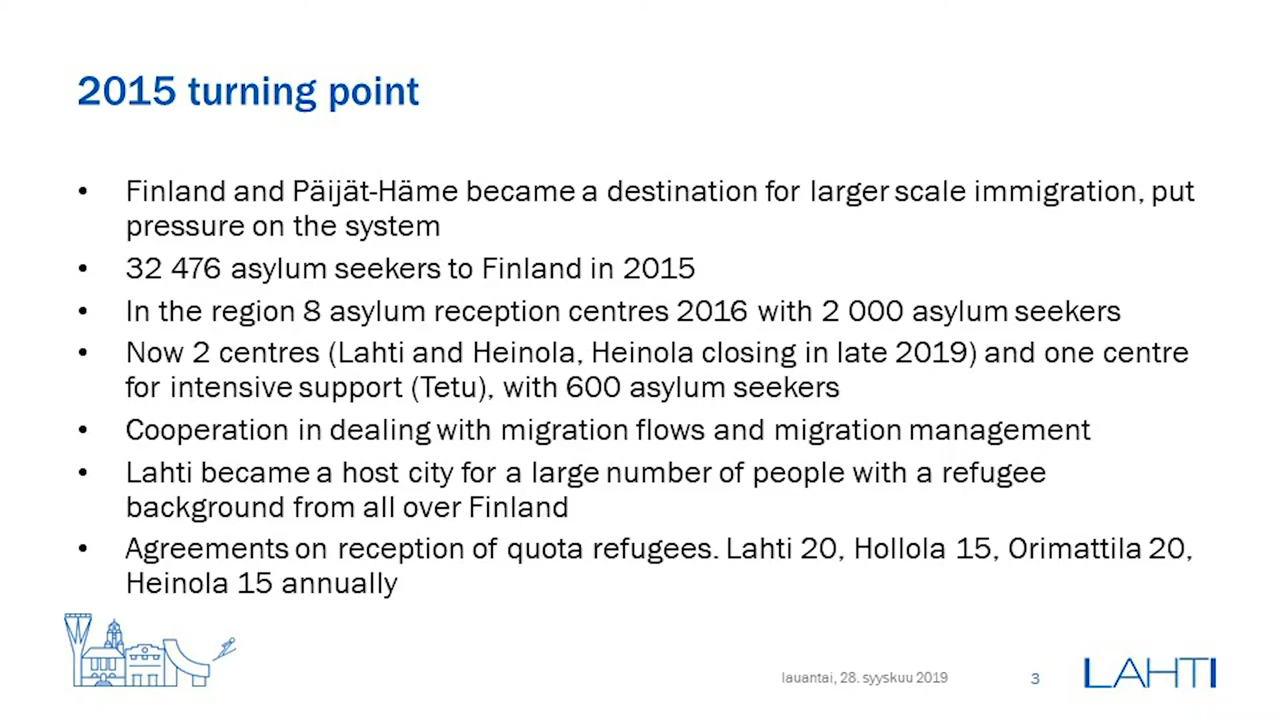 2015 turning point
• Finland and Päijät-Häme became a destination for larger scale immigration, put
pressure on the system
• 32 476 asylum seekers to Finland in 2015
• In the region 8 asylum reception centres 2016 with 2 000 asylum seekers
• Now 2 centres (Lahti and Heinola, Heinola closing in late 2019) and one centre
for intensive support (Tetu), with 600 asylum seekers
• Cooperation in dealing with migration flows and migration management
• Lahti became a host city for a large number of people with a refugee
background from all over Finland
• Agreements on reception of quota refugees. Lahti 20, Hollola 15, Orimattila 20,
Heinola 15 annually
lauantai, 28. syyskuu 2019
3
LAHTI